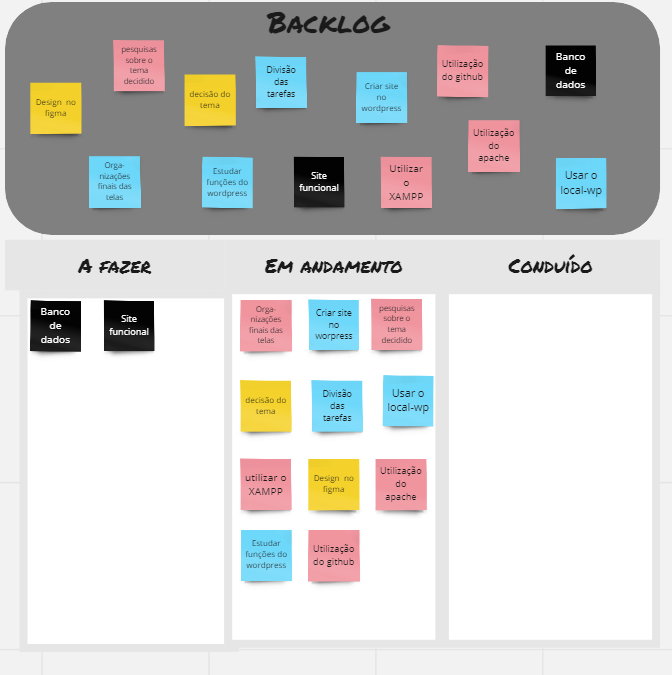 BACKLOG
pesquisas
sobre o
tema
decidido
Design no
figma
decisão do
tema
Divisão
das
tarefas
Criar site
no
wordpress
Utilização
do github
Banco
de
dados
Utilização
do
apache
Orga-
nizações
finais das
telas
Estudar
funções do
wordpress
Site
funcional
Utilizar
o
XAMPP
Usar o
local-wp
A FAZER
Banco
de
dados
Site
funcional
EM ANDAMENTO
Orga-
nizações
finais das
telas
Criar site
no
worpress
pesquisas
sobre o
tema
decidido
decisão do
tema
Divisão
das
tarefas
Usar o
local-wp
utilizar o
XAMPP
Design no
figma
Utilização
do
apache
Estudar
funções do
wordpress
Utilização
do github
CONDUÍDO